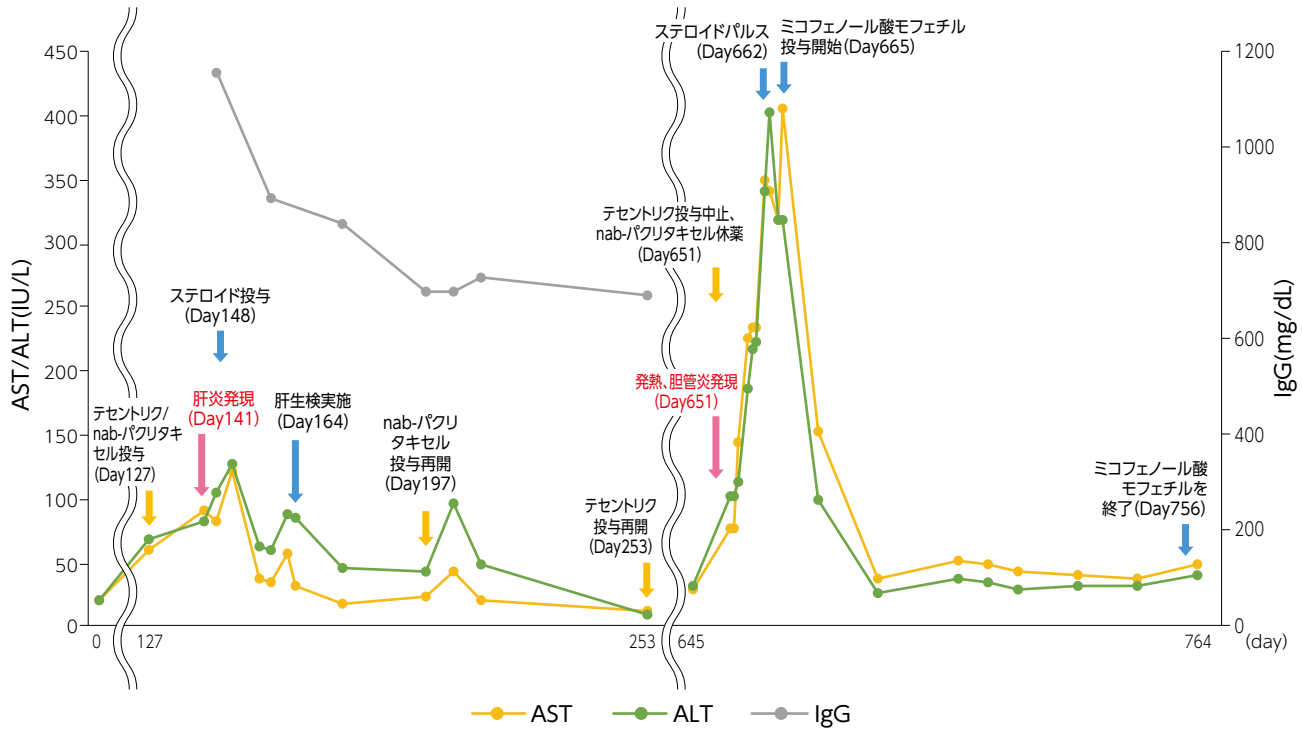 AST/ALT(IU/L)
450
400
350
300
250
200
150
100
50
0
IgG(mg/dL)
1200
1000
800
600
400
200
0
テセントリク/
nab-パクリタキ
セル投与
(Day127)
肝炎発現
(Day141)
ステロイド投与
(Day148)
肝生検実施
(Day164)
nab-パクリ
タキセル
投与再開
(Day197)
テセントリク
投与再開
(Day253)
発熱、胆管炎発現
(Day651)
テセントリク投与中止、
nab-パクリタキセル休薬
(Day651)
ステロイドパルス
(Day662)
ミコフェノール酸モフェチル
投与開始(Day665)
ミコフェノール酸
モフェチルを
終了(Day756)
0
127
253
645
764
(day)
AST
ALT
IgG